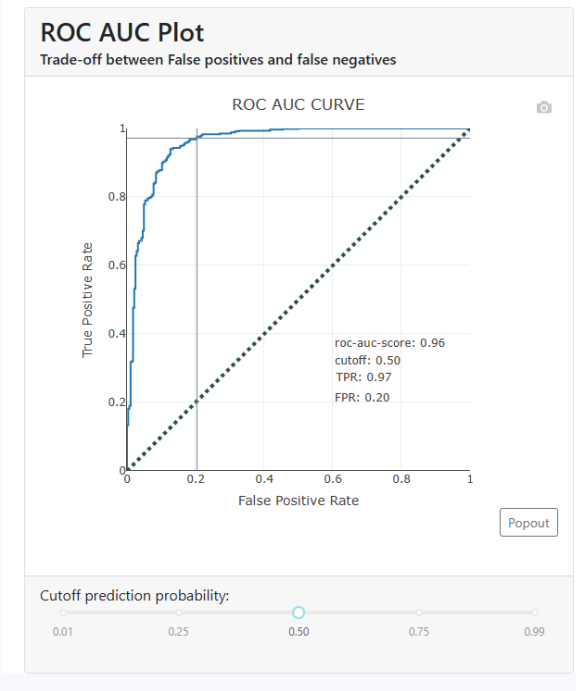 ROC AUC Plot
Trade-off between False positives and false negatives
ROC AUC CURVE
1
0.8
0.6
0.4
0.2
0
True Positive Rate
roc-auc-score: 0.96
cutoff: 0.50
TPR: 0.97
FPR: 0.20
0 0.2 0.4 0.6 0.8 1
False Positive Rate
Popout
Cutoff prediction probability:
0.01 0.25 0.50 0.75 0.99